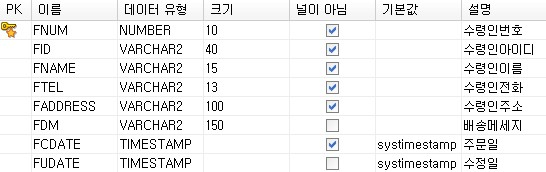 PK 이름 데이터 유형 크기 널이 아님 기본값 설명
FNUM NUMBER 10 수령인번호
FID VARCHAR2 40 수령인아이디
FNAME VARCHAR2 15 수령인이름
FTEL VARCHAR2 13 수령인전화
FADDRESS VARCHAR2 100 수령인주소
FDM VARCHAR2 150 배송메세지
FCDATE TIMESTAMP systimestamp 주문일
FUDATE TIMESTAMP systimestamp 수정일